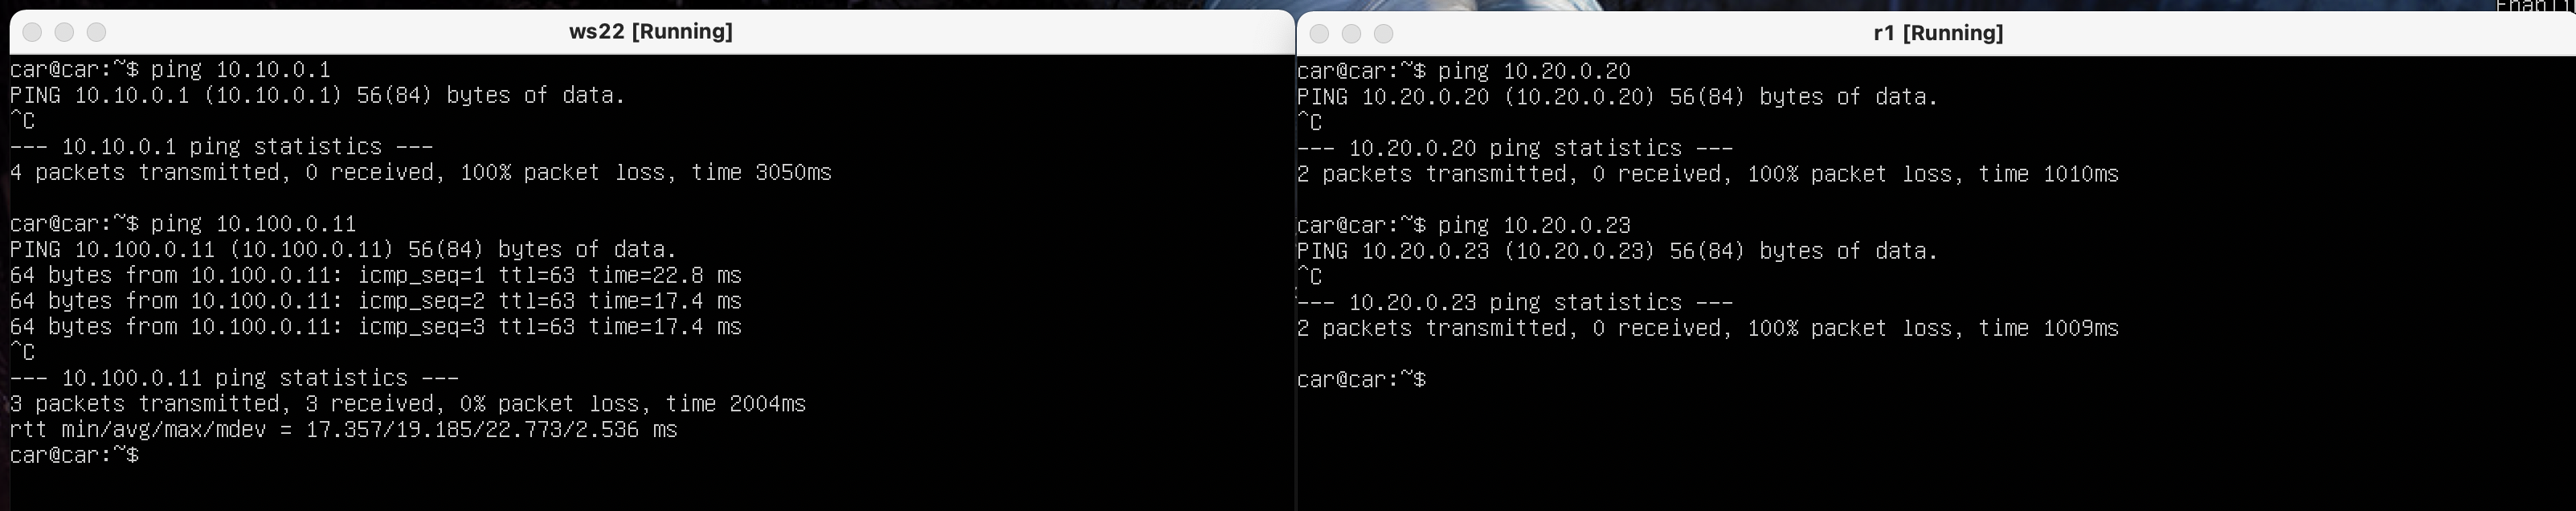 ws22 [Running]
car@car:~$ ping 10.10.0.1
PING 10.10.0.1 (10.10.0.1) 56(84) bytes of data.
^C
--- 10.10.0.1 ping statistics ---
4 packets transmitted, 0 received, 100% packet loss, time 3050ms
car@car:~$ ping 10.100.0.11
PING 10.100.0.11 (10.100.0.11) 56(84) bytes of data.
64 bytes from 10.100.0.11: icmp_seq=1 ttl=63 time=22.8 ms
64 bytes from 10.100.0.11: icmp_seq=2 ttl=63 time=17.4 ms
64 bytes from 10.100.0.11: icmp_seq=3 ttl=63 time=17.4 ms
^C
--- 10.100.0.11 ping statistics ---
3 packets transmitted, 3 received, 0% packet loss, time 2004ms
rtt min/avg/max/mdev = 17.357/19.185/22.773/2.536 ms
car@car:~$
r1 [Running]
car@car:~$ ping 10.20.0.20
PING 10.20.0.20 (10.20.0.20) 56(84) bytes of data.
^C
--- 10.20.0.20 ping statistics ---
2 packets transmitted, 0 received, 100% packet loss, time 1010ms
car@car:~$ ping 10.20.0.23
PING 10.20.0.23 (10.20.0.23) 56(84) bytes of data.
^C
--- 10.20.0.23 ping statistics ---
2 packets transmitted, 0 received, 100% packet loss, time 1009ms
car@car:~$